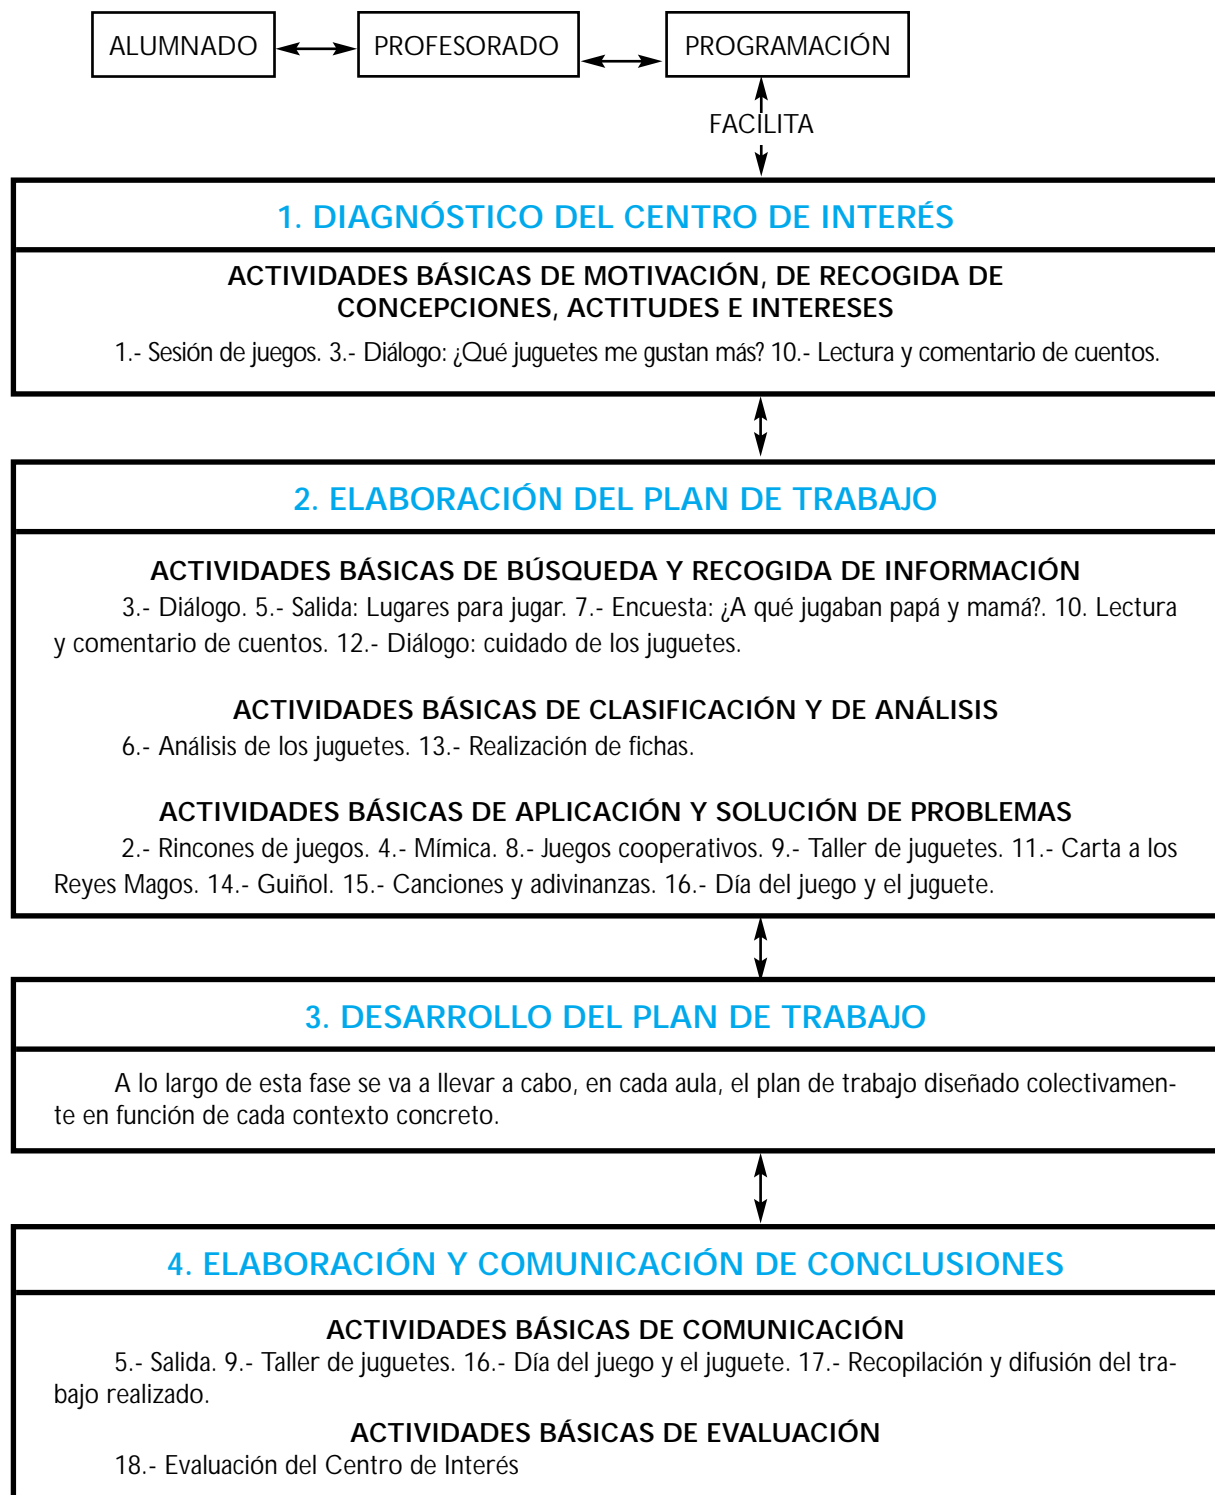 ALUMNADO PROFESORADO PROGRAMACIÓN
FACILITA
1. DIAGNÓSTICO DEL CENTRO DE INTERÉS
ACTIVIDADES BÁSICAS DE MOTIVACIÓN, DE RECOGIDA DE
CONCEPCIONES, ACTITUDES E INTERESES
1.- Sesión de juegos. 3.- Diálogo: ¿Qué juguetes me gustan más? 10.- Lectura y comentario de cuentos.
2. ELABORACIÓN DEL PLAN DE TRABAJO
ACTIVIDADES BÁSICAS DE BÚSQUEDA Y RECOGIDA DE INFORMACIÓN
3.- Diálogo. 5.- Salida: Lugares para jugar. 7.- Encuesta: ¿A qué jugaban papá y mamá?. 10. Lectura
y comentario de cuentos. 12.- Diálogo: cuidado de los juguetes.
ACTIVIDADES BÁSICAS DE CLASIFICACIÓN Y DE ANÁLISIS
6.- Análisis de los juguetes. 13.- Realización de fichas.
ACTIVIDADES BÁSICAS DE APLICACIÓN Y SOLUCIÓN DE PROBLEMAS
2.- Rincones de juegos. 4.- Mímica. 8.- Juegos cooperativos. 9.- Taller de juguetes. 11.- Carta a los
Reyes Magos. 14.- Guiñol. 15.- Canciones y adivinanzas. 16.- Día del juego y el juguete.
3. DESARROLLO DEL PLAN DE TRABAJO
A lo largo de esta fase se va a llevar a cabo, en cada aula, el plan de trabajo diseñado colectivamen-
te en función de cada contexto concreto.
4. ELABORACIÓN Y COMUNICACIÓN DE CONCLUSIONES
ACTIVIDADES BÁSICAS DE COMUNICACIÓN
5.- Salida. 9.- Taller de juguetes. 16.- Día del juego y el juguete. 17.- Recopilación y difusión del tra-
bajo realizado.
ACTIVIDADES BÁSICAS DE EVALUACIÓN
18.- Evaluación del Centro de Interés